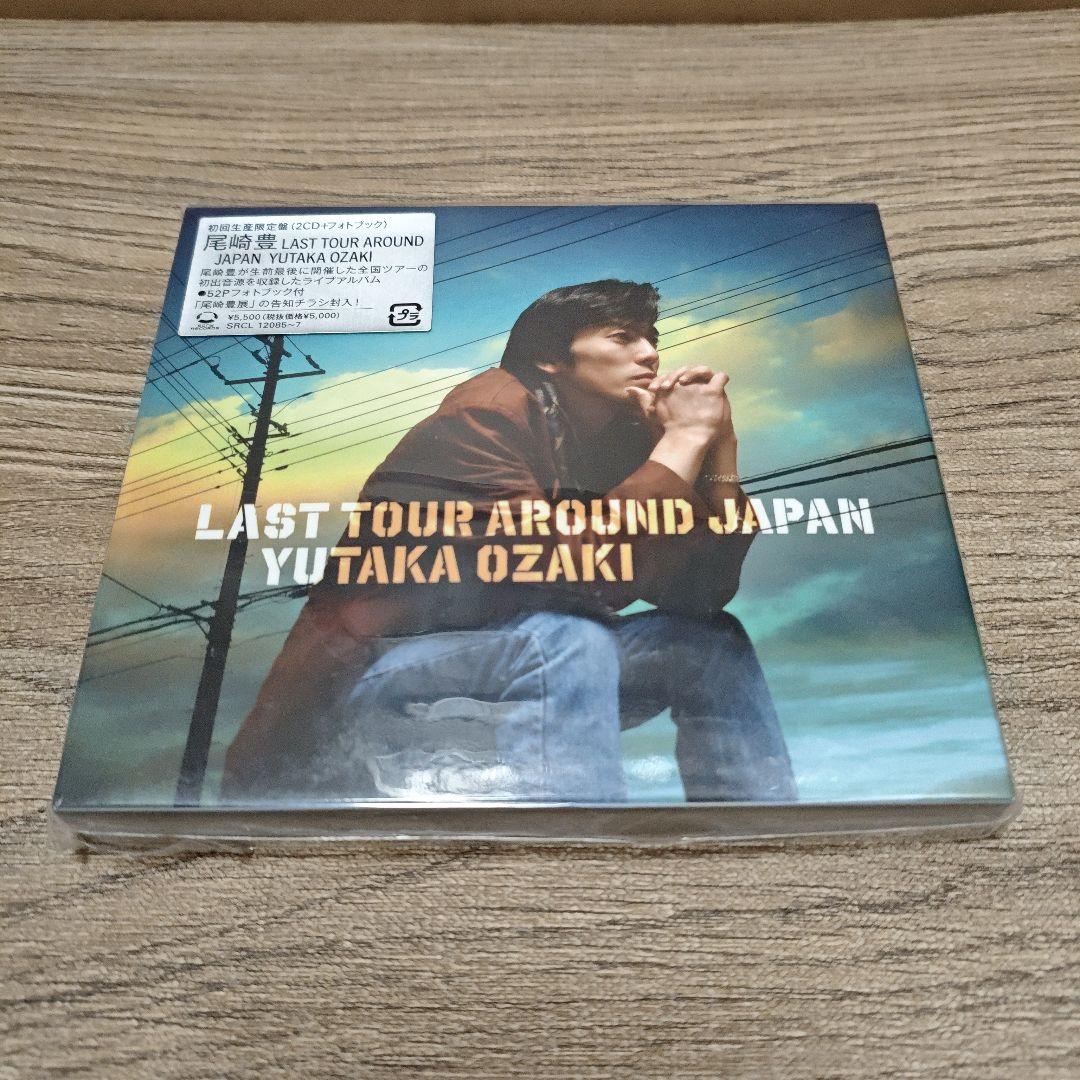 初回生産限定盤(2CD+フォトブック)
尾崎豊 LAST TOUR AROUND
JAPAN YUTAKA OZAKI
尾崎豊が生前最後に開催した全国ツアーの
初出音源を収録したライブアルバム
●52Pフォトブック付
「尾崎豊展」の告知チラシ封入!
¥5,500(税抜価格¥5,000)
SRCL 12085~7
プラ
LAST TOUR AROUND JAPAN
YUTAKA OZAKI